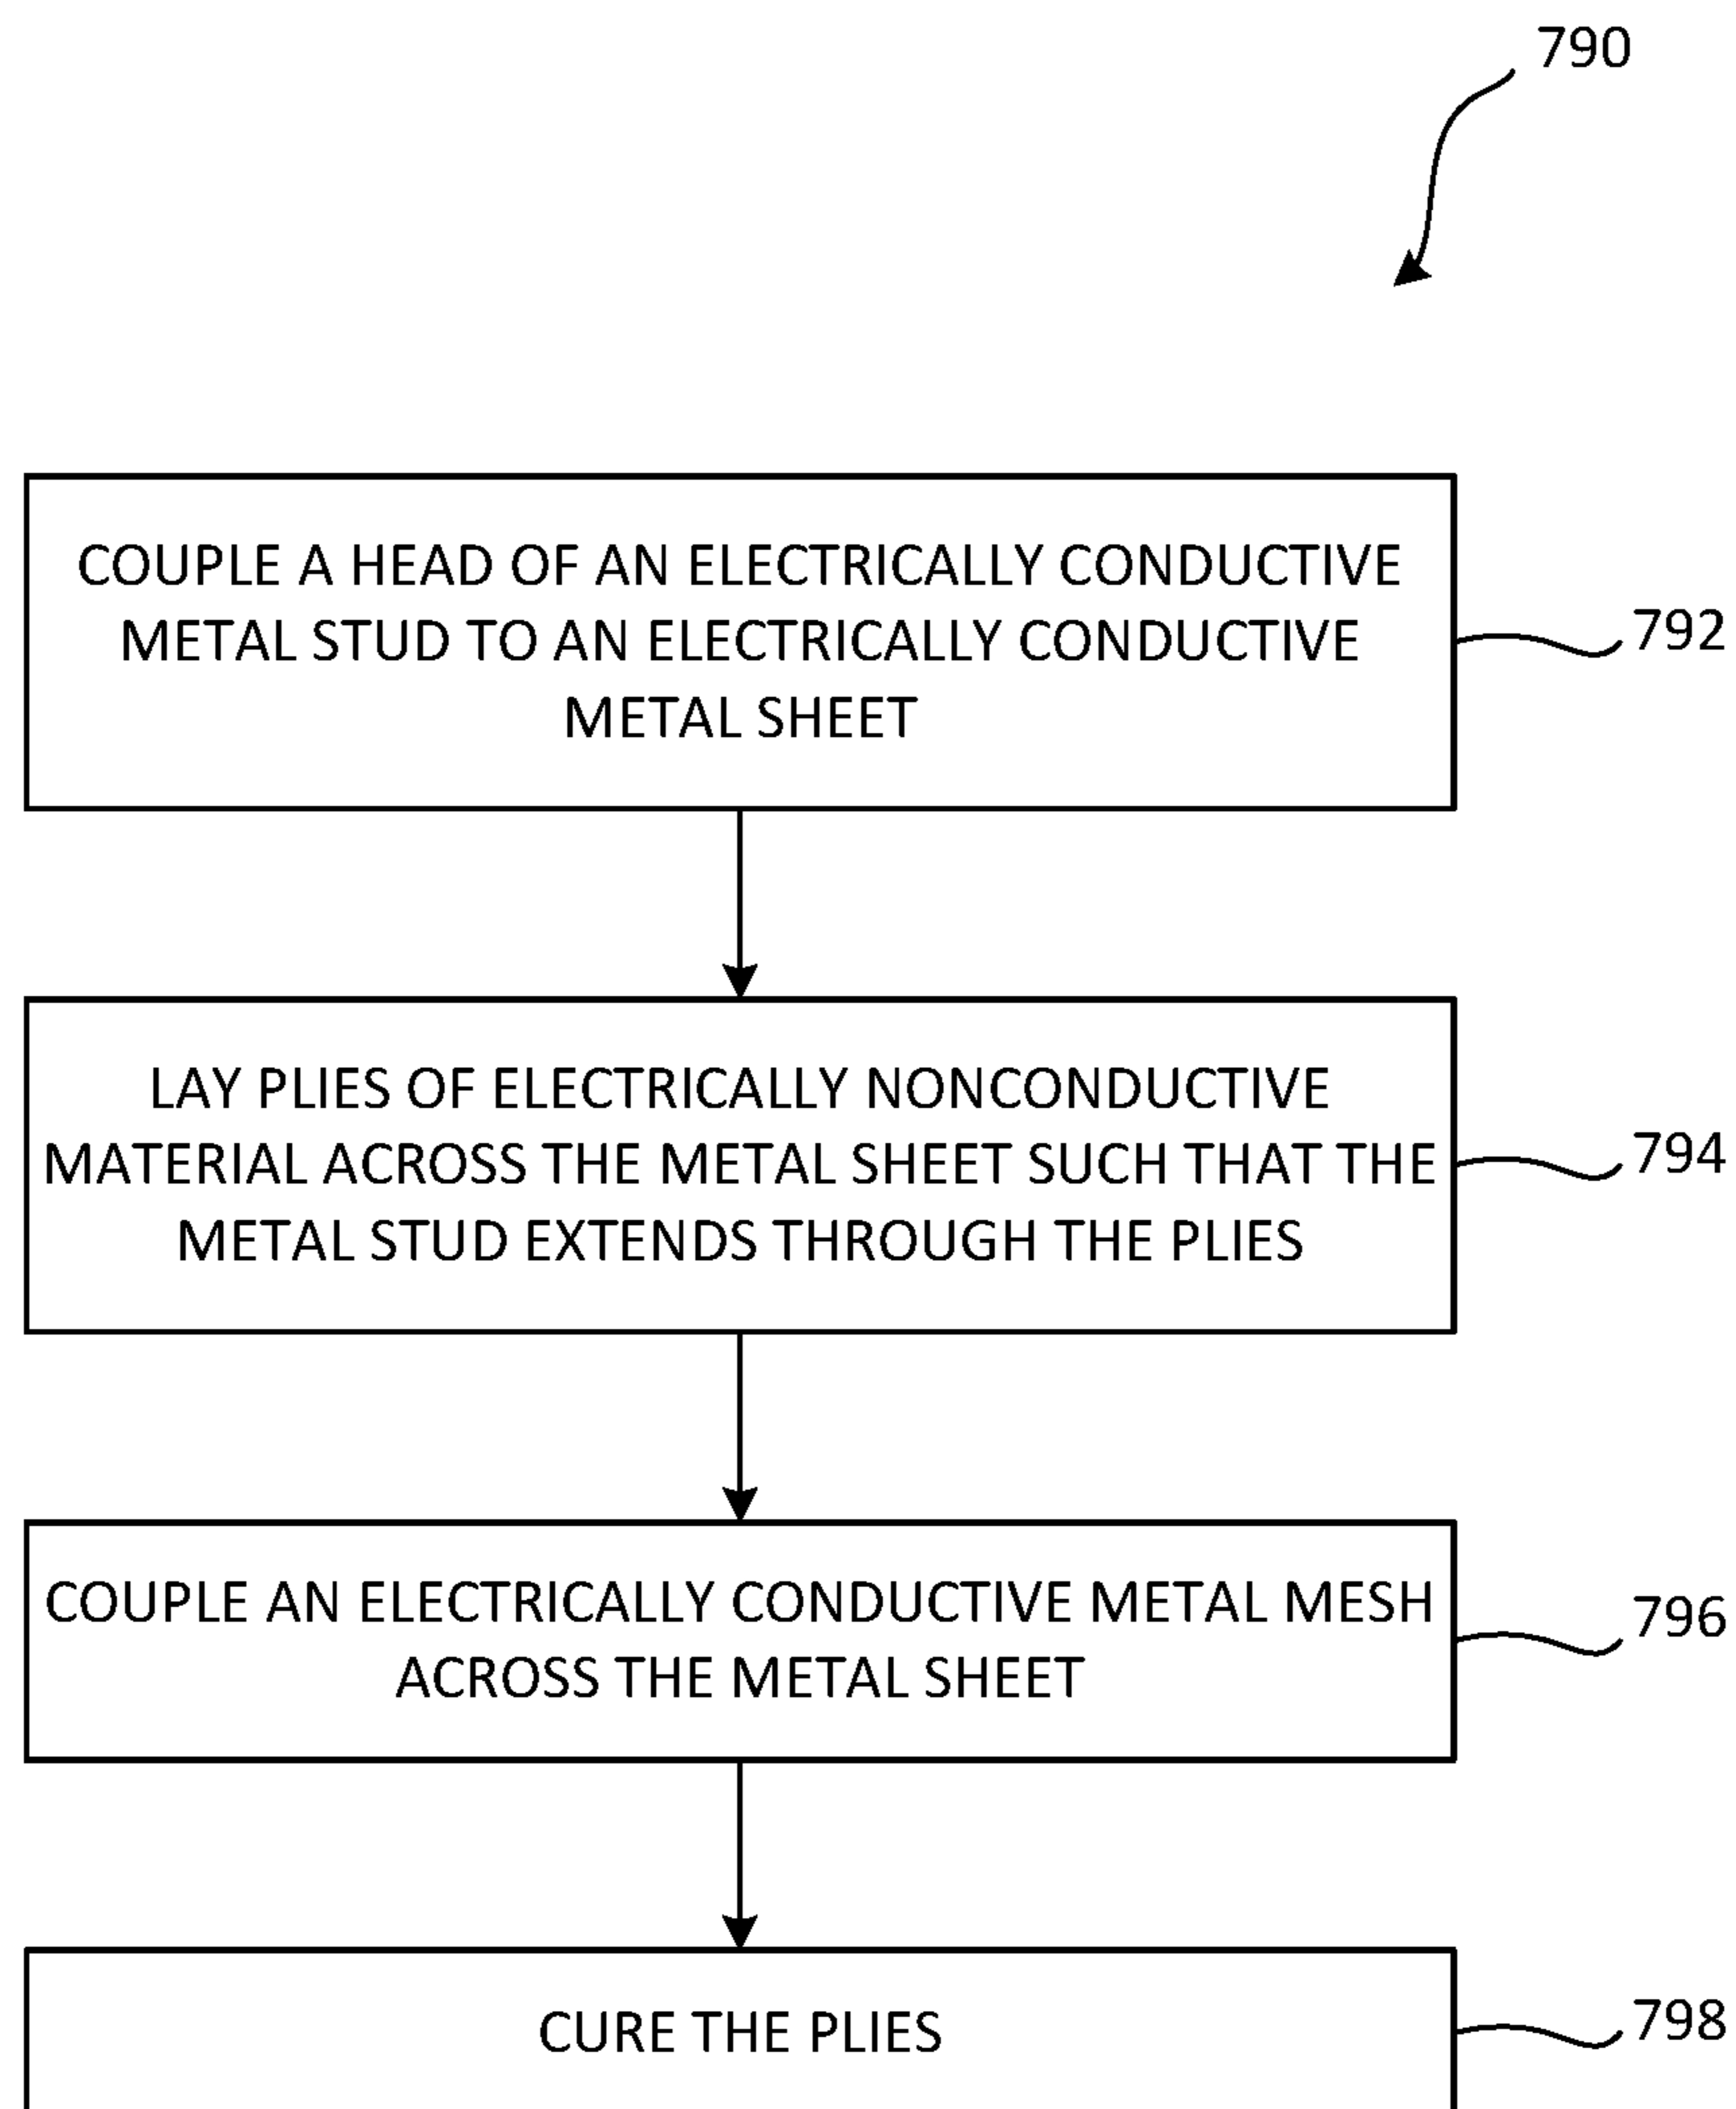 790
COUPLE A HEAD OF AN ELECTRICALLY CONDUCTIVE
METAL STUD TO AN ELECTRICALLY CONDUCTIVE
METAL SHEET
792
LAY PLIES OF ELECTRICALLY NONCONDUCTIVE
MATERIAL ACROSS THE METAL SHEET SUCH THAT THE
METAL STUD EXTENDS THROUGH THE PLIES
794
COUPLE AN ELECTRICALLY CONDUCTIVE METAL MESH
ACROSS THE METAL SHEET
796
CURE THE PLIES
798